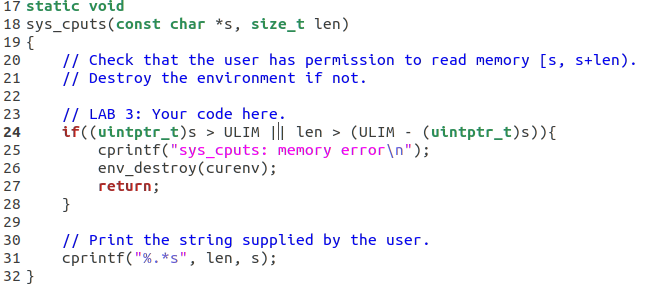 17 static void
18 sys_cputs(const char *s, size_t len)
19 {
20     // Check that the user has permission to read memory [s, s+len).
21     // Destroy the environment if not.
22
23     // LAB 3: Your code here.
24     if((uintptr_t)s > ULIM || len > (ULIM - (uintptr_t)s)){
25         cprintf("sys_cputs: memory error\n");
26         env_destroy(curenv);
27         return;
28     }
29
30     // Print the string supplied by the user.
31     cprintf("%.*s", len, s);
32 }